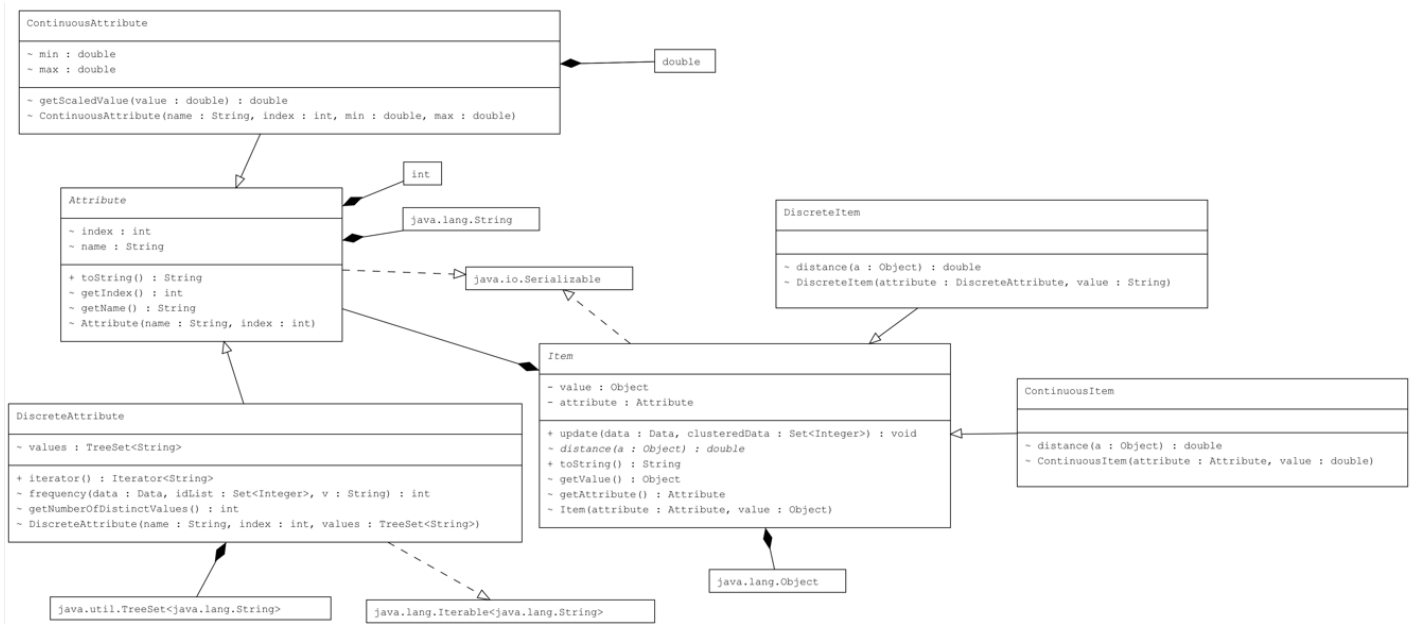 ContinuousAttribute
~ min : double
~ max : double
~ getScaledValue(value : double) : double
~ ContinuousAttribute(name : String, index : int, min : double, max : double)
double
int
java.lang.String
Attribute
~ index : int
~ name : String
+ toString() : String
~ getIndex() : int
~ getName() : String
~ Attribute(name : String, index : int)
java.io.Serializable
DiscreteItem
~ distance(a : Object) : double
~ DiscreteItem(attribute : DiscreteAttribute, value : String)
Item
- value : Object
- attribute : Attribute
+ update(data : Data, clusteredData : Set<Integer>) : void
~ distance(a : Object) : double
+ toString() : String
~ getValue() : Object
~ getAttribute() : Attribute
~ Item(attribute : Attribute, value : Object)
ContinuousItem
~ distance(a : Object) : double
~ ContinuousItem(attribute : Attribute, value : double)
DiscreteAttribute
~ values : TreeSet<String>
+ iterator() : Iterator<String>
~ frequency(data : Data, idList : Set<Integer>, v : String) : int
~ getNumberOfDistinctValues() : int
~ DiscreteAttribute(name : String, index : int, values : TreeSet<String>)
java.lang.Object
java.util.TreeSet<java.lang.String>
java.lang.Iterable<java.lang.String>